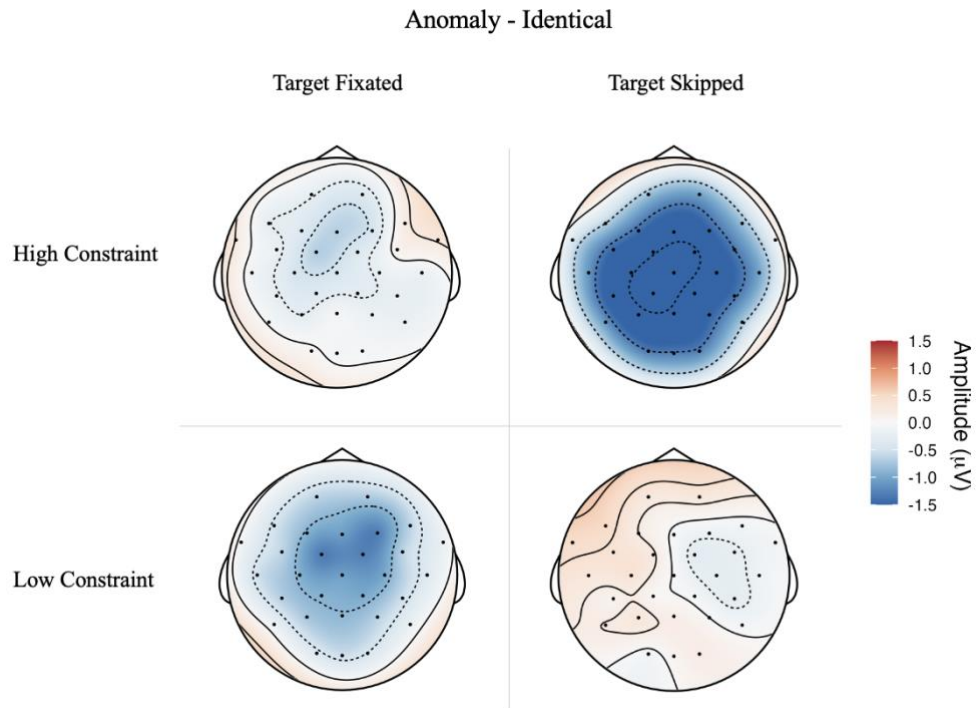 Anomaly - Identical
Target Fixated
Target Skipped
High Constraint
Low Constraint
1.5
1.0
0.5
0.0
-0.5
-1.0
-1.5
Amplitude (μV)